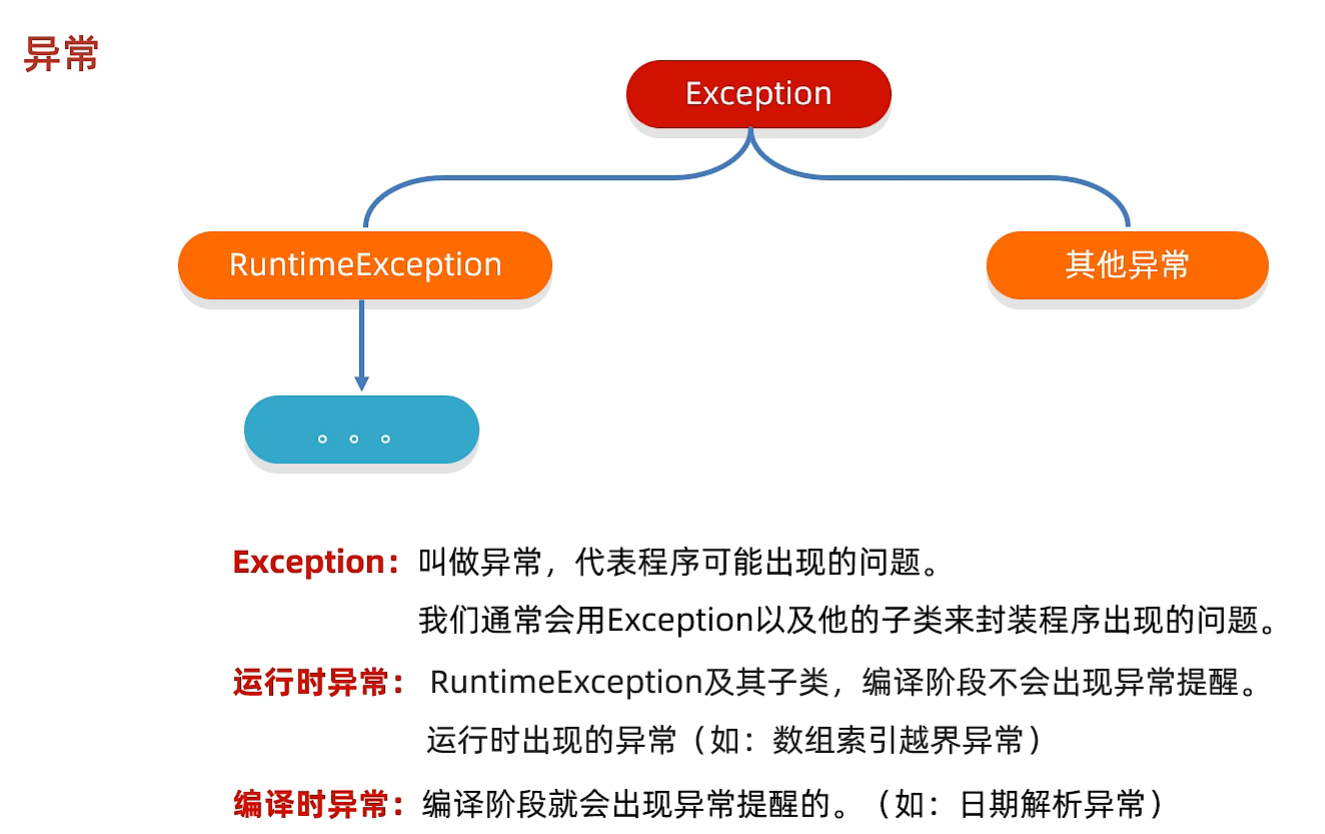 异常
Exception
RuntimeException
其他异常
。。。
Exception：叫做异常，代表程序可能出现的问题。
我们通常会用Exception以及他的子类来封装程序出现的问题。
运行时异常： RuntimeException及其子类，编译阶段不会出现异常提醒。
运行时出现的异常（如：数组索引越界异常）
编译时异常：编译阶段就会出现异常提醒的。（如：日期解析异常）